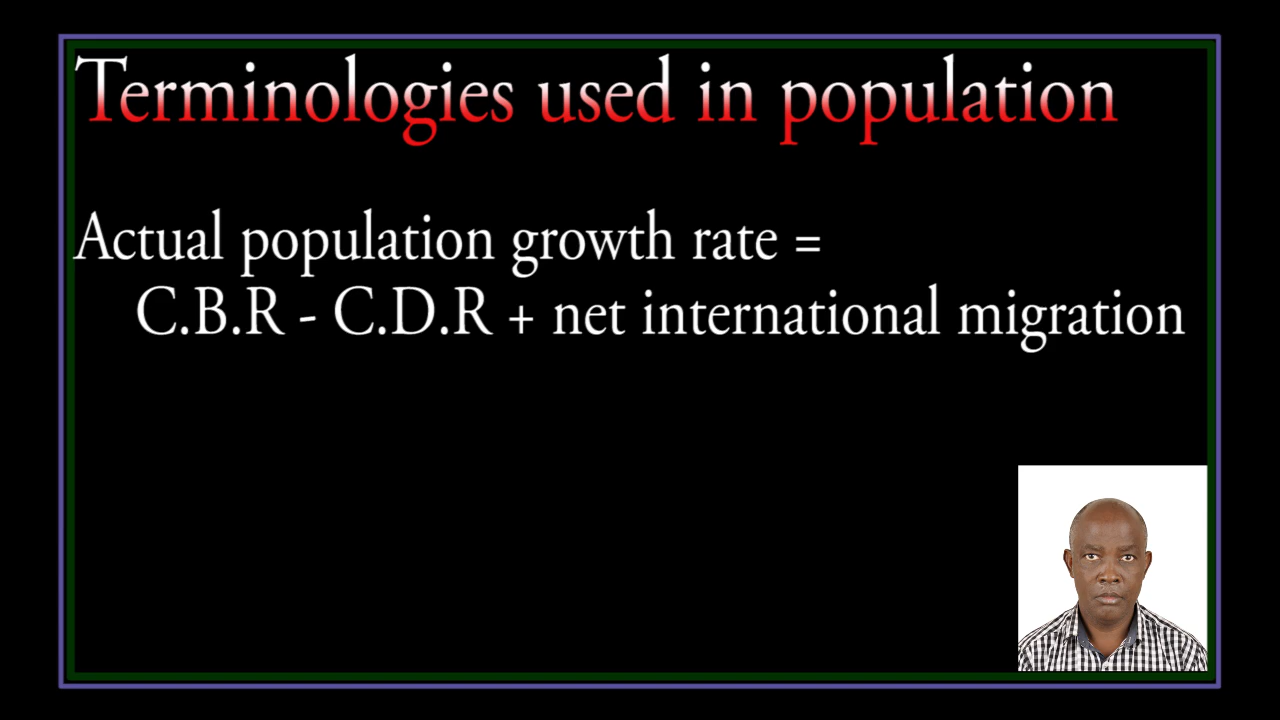 Terminologies used in population
Actual population growth rate =
C.B.R - C.D.R + net international migration